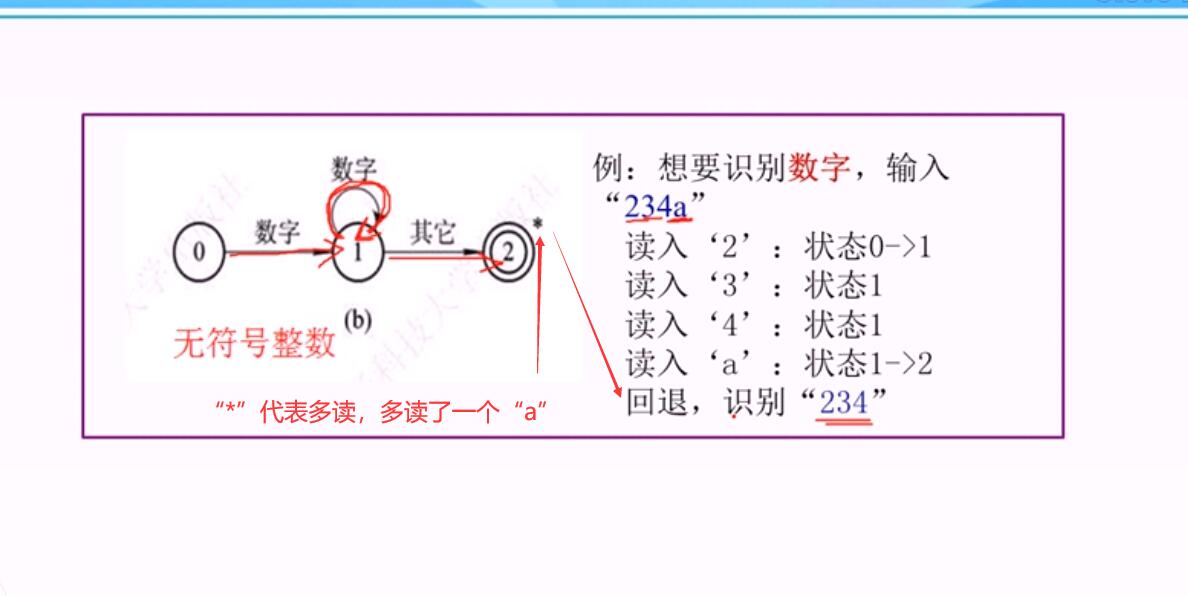 数字
0
数字
1
其它
2
*
(b)
无符号整数
“*”代表多读，多读了一个“a”
例：想要识别数字，输入
“234a”
读入‘2’：状态0->1
读入‘3’：状态1
读入‘4’：状态1
读入‘a’：状态1->2
回退，识别“234”